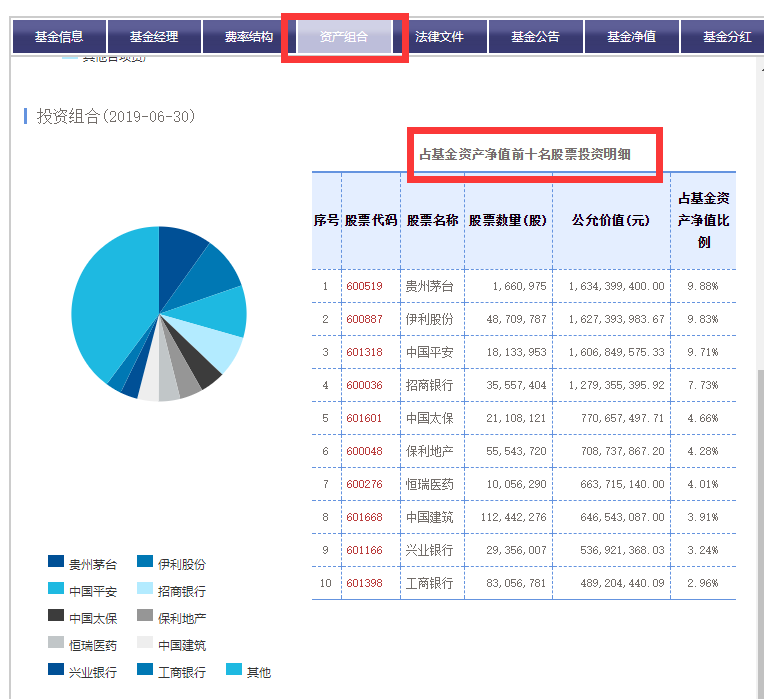 基金信息 基金经理 费率结构 资产组合 法律文件 基金公告 基金净值 基金分红
其他各项资产
投资组合(2019-06-30)
占基金资产净值前十名股票投资明细
序号 股票代码 股票名称 股票数量(股) 公允价值(元) 占基金资产净值比例
1 600519 贵州茅台 1,660,975 1,634,399,400.00 9.88%
2 600887 伊利股份 48,709,787 1,627,393,983.67 9.83%
3 601318 中国平安 18,133,953 1,606,849,575.33 9.71%
4 600036 招商银行 35,557,404 1,279,355,395.92 7.73%
5 601601 中国太保 21,108,121 770,657,497.71 4.66%
6 600048 保利地产 55,543,720 708,737,867.20 4.28%
7 600276 恒瑞医药 10,056,290 663,715,140.00 4.01%
8 601668 中国建筑 112,442,276 646,543,087.00 3.91%
9 601166 兴业银行 29,356,007 536,921,368.03 3.24%
10 601398 工商银行 83,056,781 489,204,440.09 2.96%
贵州茅台 伊利股份
中国平安 招商银行
中国太保 保利地产
恒瑞医药 中国建筑
兴业银行 工商银行 其他